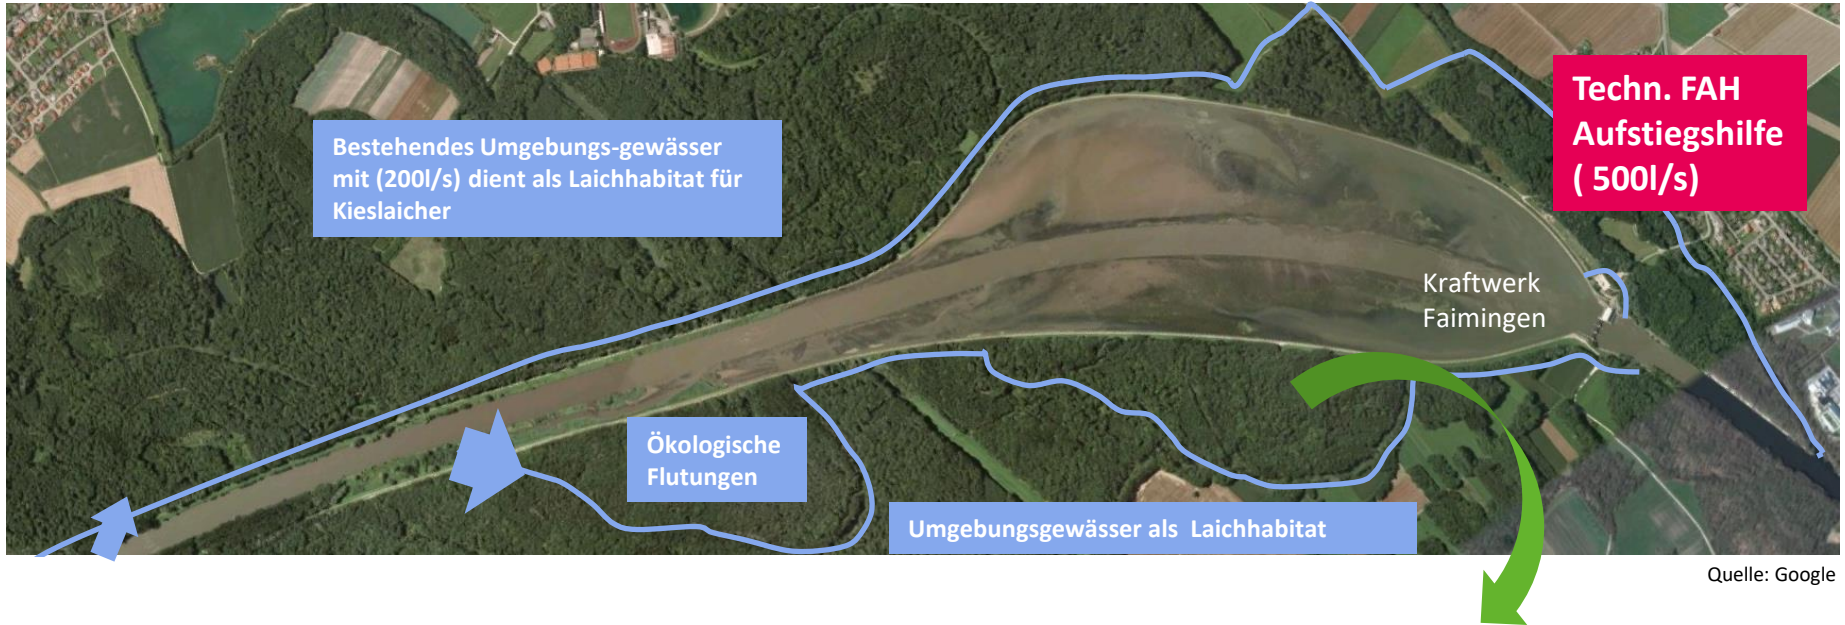 Techn. FAH
Aufstiegshilfe
( 500l/s)
Bestehendes Umgebungs-gewässer
mit (200l/s) dient als Laichhabitat für
Kieslaicher
Kraftwerk
Faimingen
Ökologische
Flutungen
Umgebungsgewässer als Laichhabitat
Quelle: Google